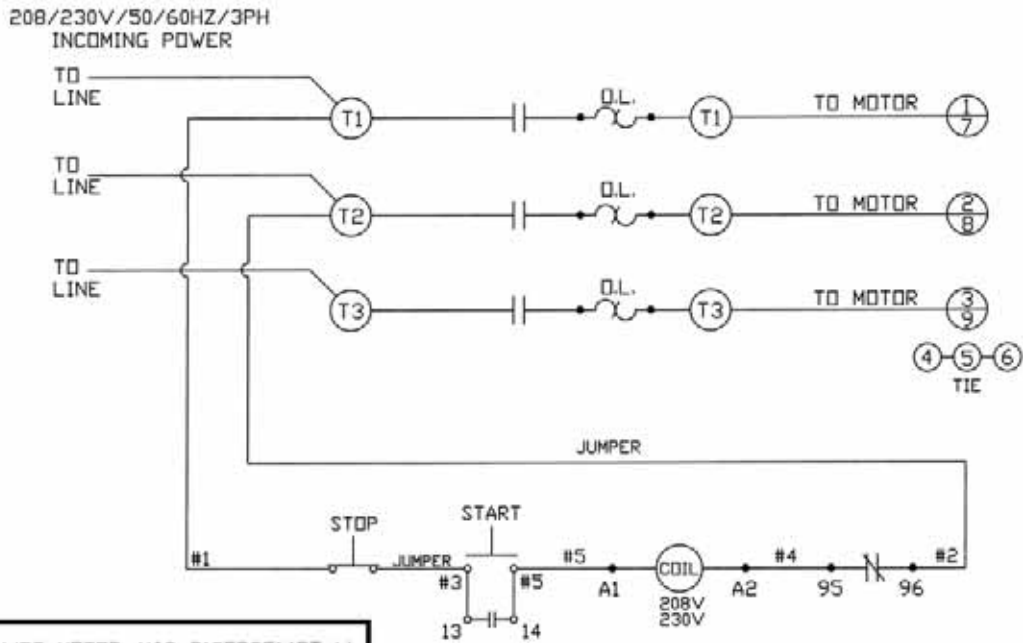 208/230V/50/60HZ/3PH
INCOMING POWER
TO
LINE
T1
O.L.
T1
TO MOTOR
1
7
TO
LINE
T2
O.L.
T2
TO MOTOR
2
8
TO
LINE
T3
O.L.
T3
TO MOTOR
3
9
4
5
6
TIE
JUMPER
STOP
START
#1
JUMPER
#3
#5
#5
A1
COIL
208V
230V
A2
#4
95
96
#2
13
14